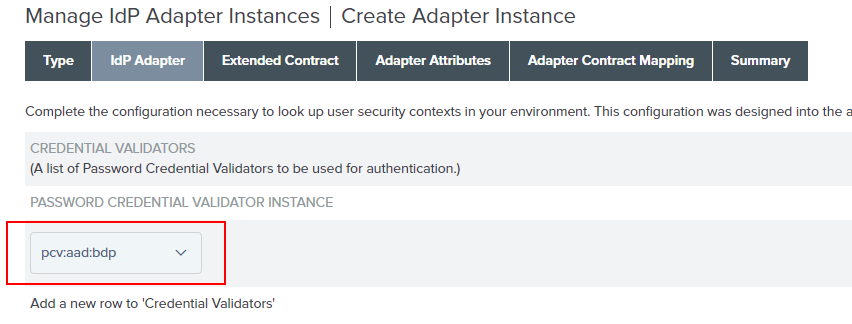 Manage IdP Adapter Instances | Create Adapter Instance
Type IdP Adapter Extended Contract Adapter Attributes Adapter Contract Mapping Summary
Complete the configuration necessary to look up user security contexts in your environment. This configuration was designed into the a
CREDENTIAL VALIDATORS
(A list of Password Credential Validators to be used for authentication.)
PASSWORD CREDENTIAL VALIDATOR INSTANCE
pcv:aad:bdp
Add a new row to 'Credential Validators'